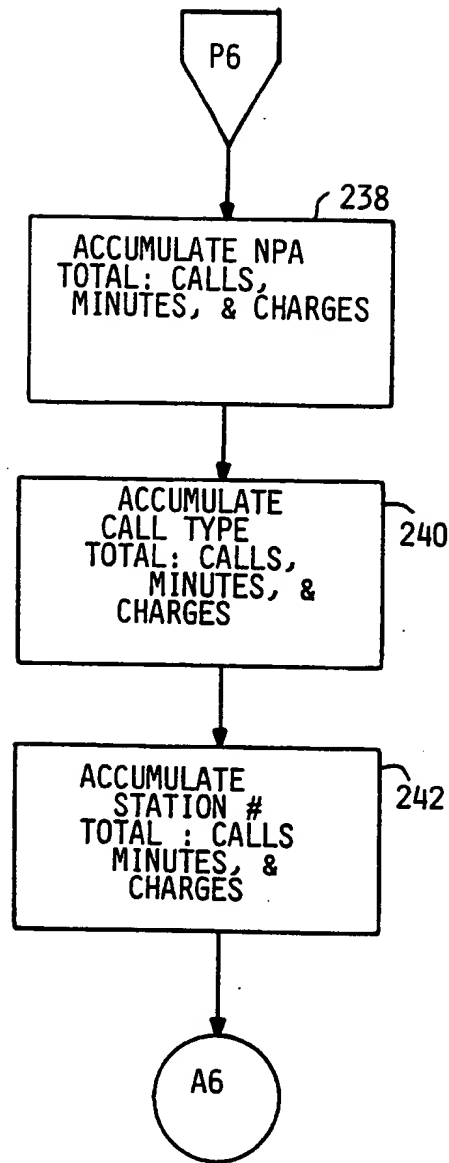 P6
238
ACCUMULATE NPA
TOTAL: CALLS,
MINUTES, & CHARGES
ACCUMULATE
CALL TYPE
TOTAL: CALLS,
MINUTES, &
CHARGES
240
ACCUMULATE
STATION #
TOTAL : CALLS
MINUTES, &
CHARGES
242
A6